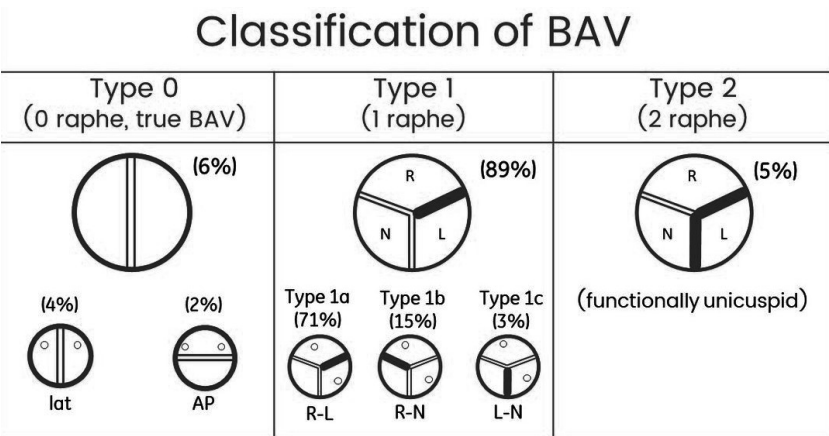 Classification of BAV
Type 0
(0 raphe, true BAV)
Type 1
(1 raphe)
Type 2
(2 raphe)
(6%)
(4%)
(2%)
lat
AP
(89%)
R
N
L
Type 1a
(71%)
Type 1b
(15%)
Type 1c
(3%)
R-L
R-N
L-N
(5%)
R
N
L
(functionally unicuspid)